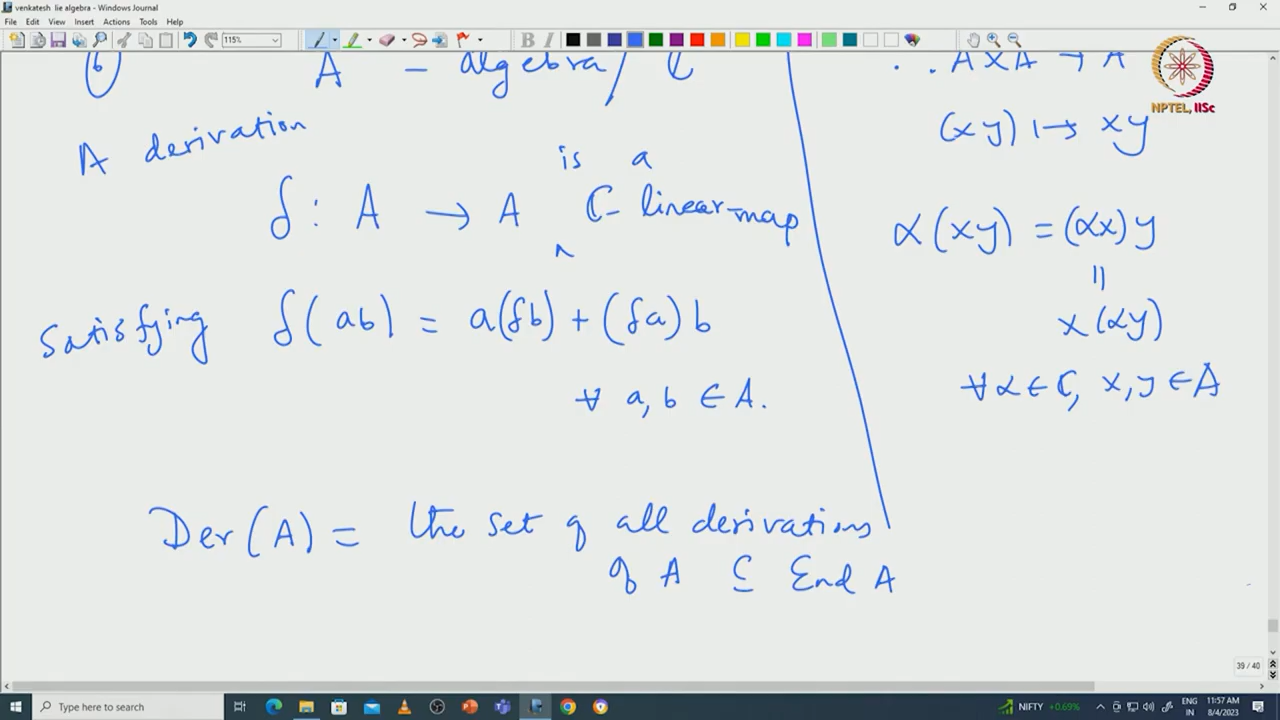 venkatesh lie algebra - Windows Journal
File Edit View Insert Actions Tools Help
115%
B I
NPTEL, IISc
(b) A - algebra / ℂ
A derivation
is a
δ : A → A ℂ- linear-map
^
Satisfying δ(ab) = a(δb) + (δa)b
∀ a, b ∈ A.
Der(A) = the set of all derivations
of A ⊆ End A
· : A × A → A
(x y) ↦ xy
α(xy) = (αx)y
||
x(αy)
∀ α ∈ ℂ, x, y ∈ A
39 / 40
Type here to search
NIFTY +0.69%
ENG
IN
11:57 AM
8/4/2023